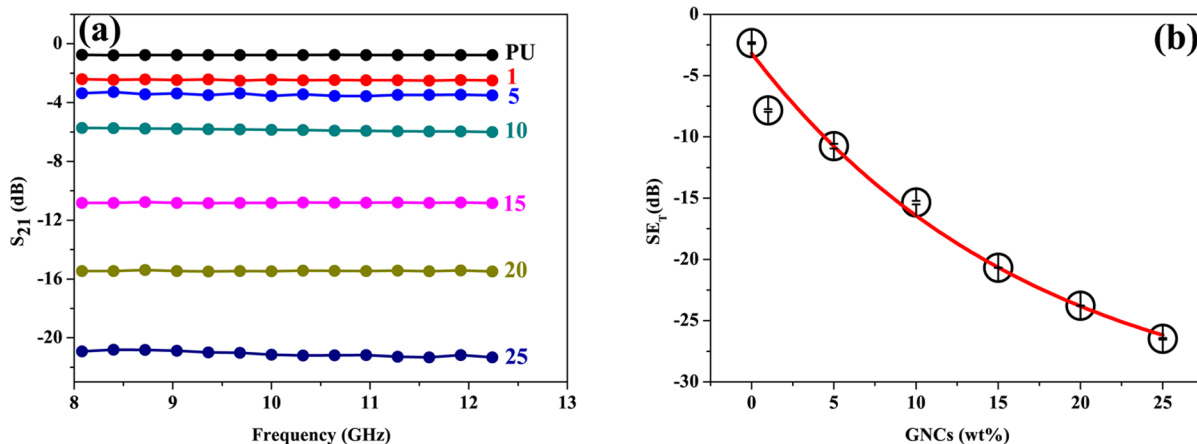 (a)
0
-4
-8
-12
-16
-20
S21 (dB)
PU
1
5
10
15
20
25
8 9 10 11 12 13
Frequency (GHz)
(b)
0
-5
-10
-15
-20
-25
-30
SET(dB)
0 5 10 15 20 25
GNCs (wt%)